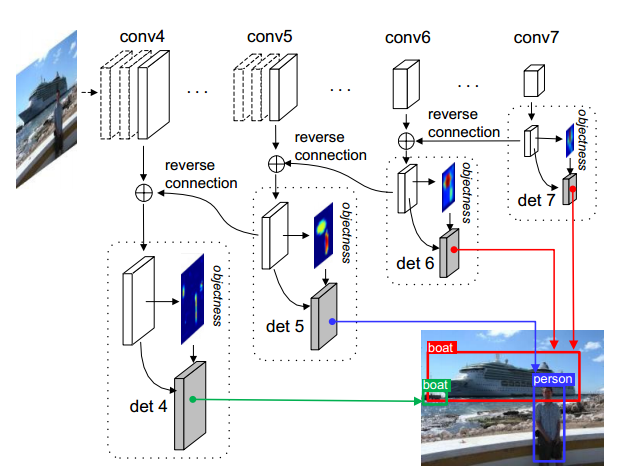 conv4
conv5
conv6
conv7
. . .
. . .
. . .
reverse
connection
reverse
connection
reverse
connection
objectness
det 7
objectness
det 6
objectness
det 5
objectness
det 4
boat
person
boat